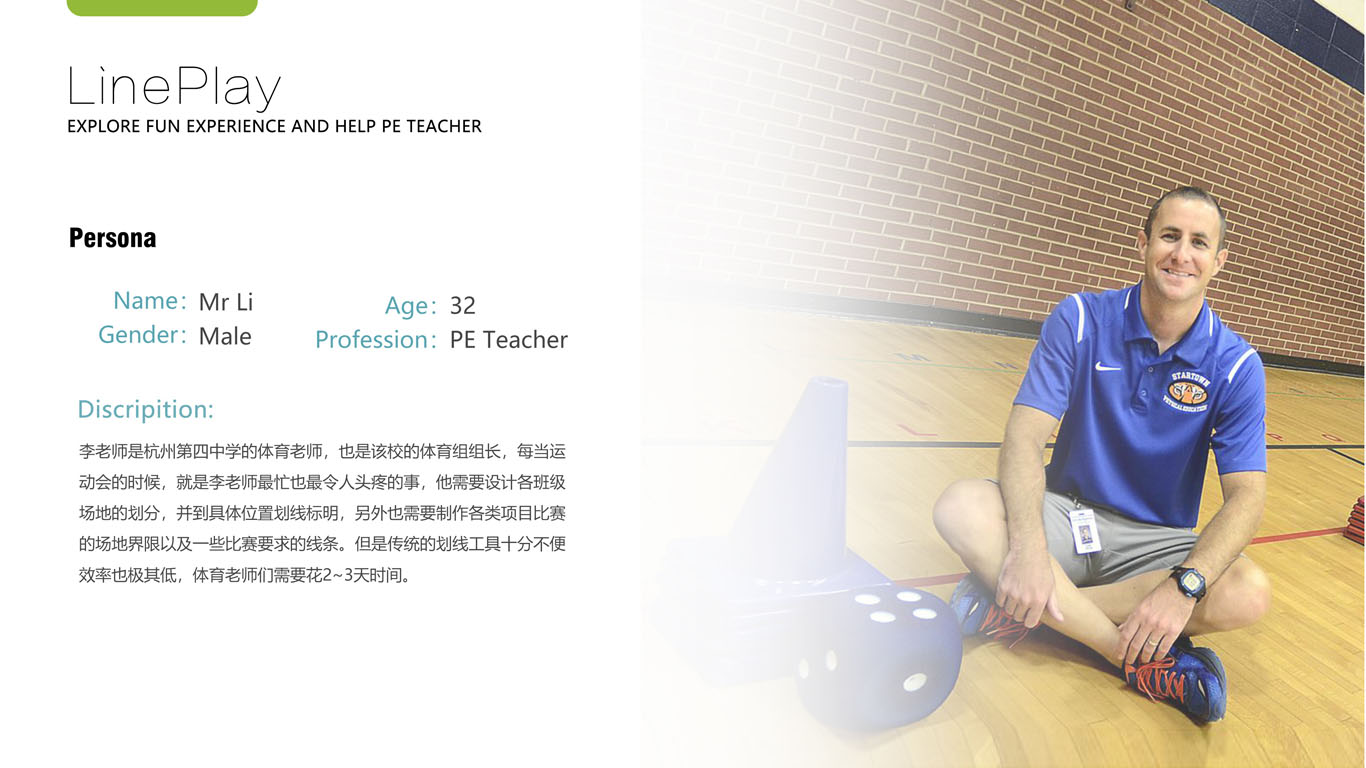 LinePlay
EXPLORE FUN EXPERIENCE AND HELP PE TEACHER
Persona
Name: Mr Li
Age: 32
Gender: Male
Profession: PE Teacher
Discripition:
李老师是杭州第四中学的体育老师，也是该校的体育组组长，每当运
动会的时候，就是李老师最忙也最令人头疼的事，他需要设计各班级
场地的划分，并到具体位置划线标明，另外也需要制作各类项目比赛
的场地界限以及一些比赛要求的线条。但是传统的划线工具十分不便
效率也极其低，体育老师们需要花2~3天时间。
STARTOWN
PHYSICAL EDUCATION